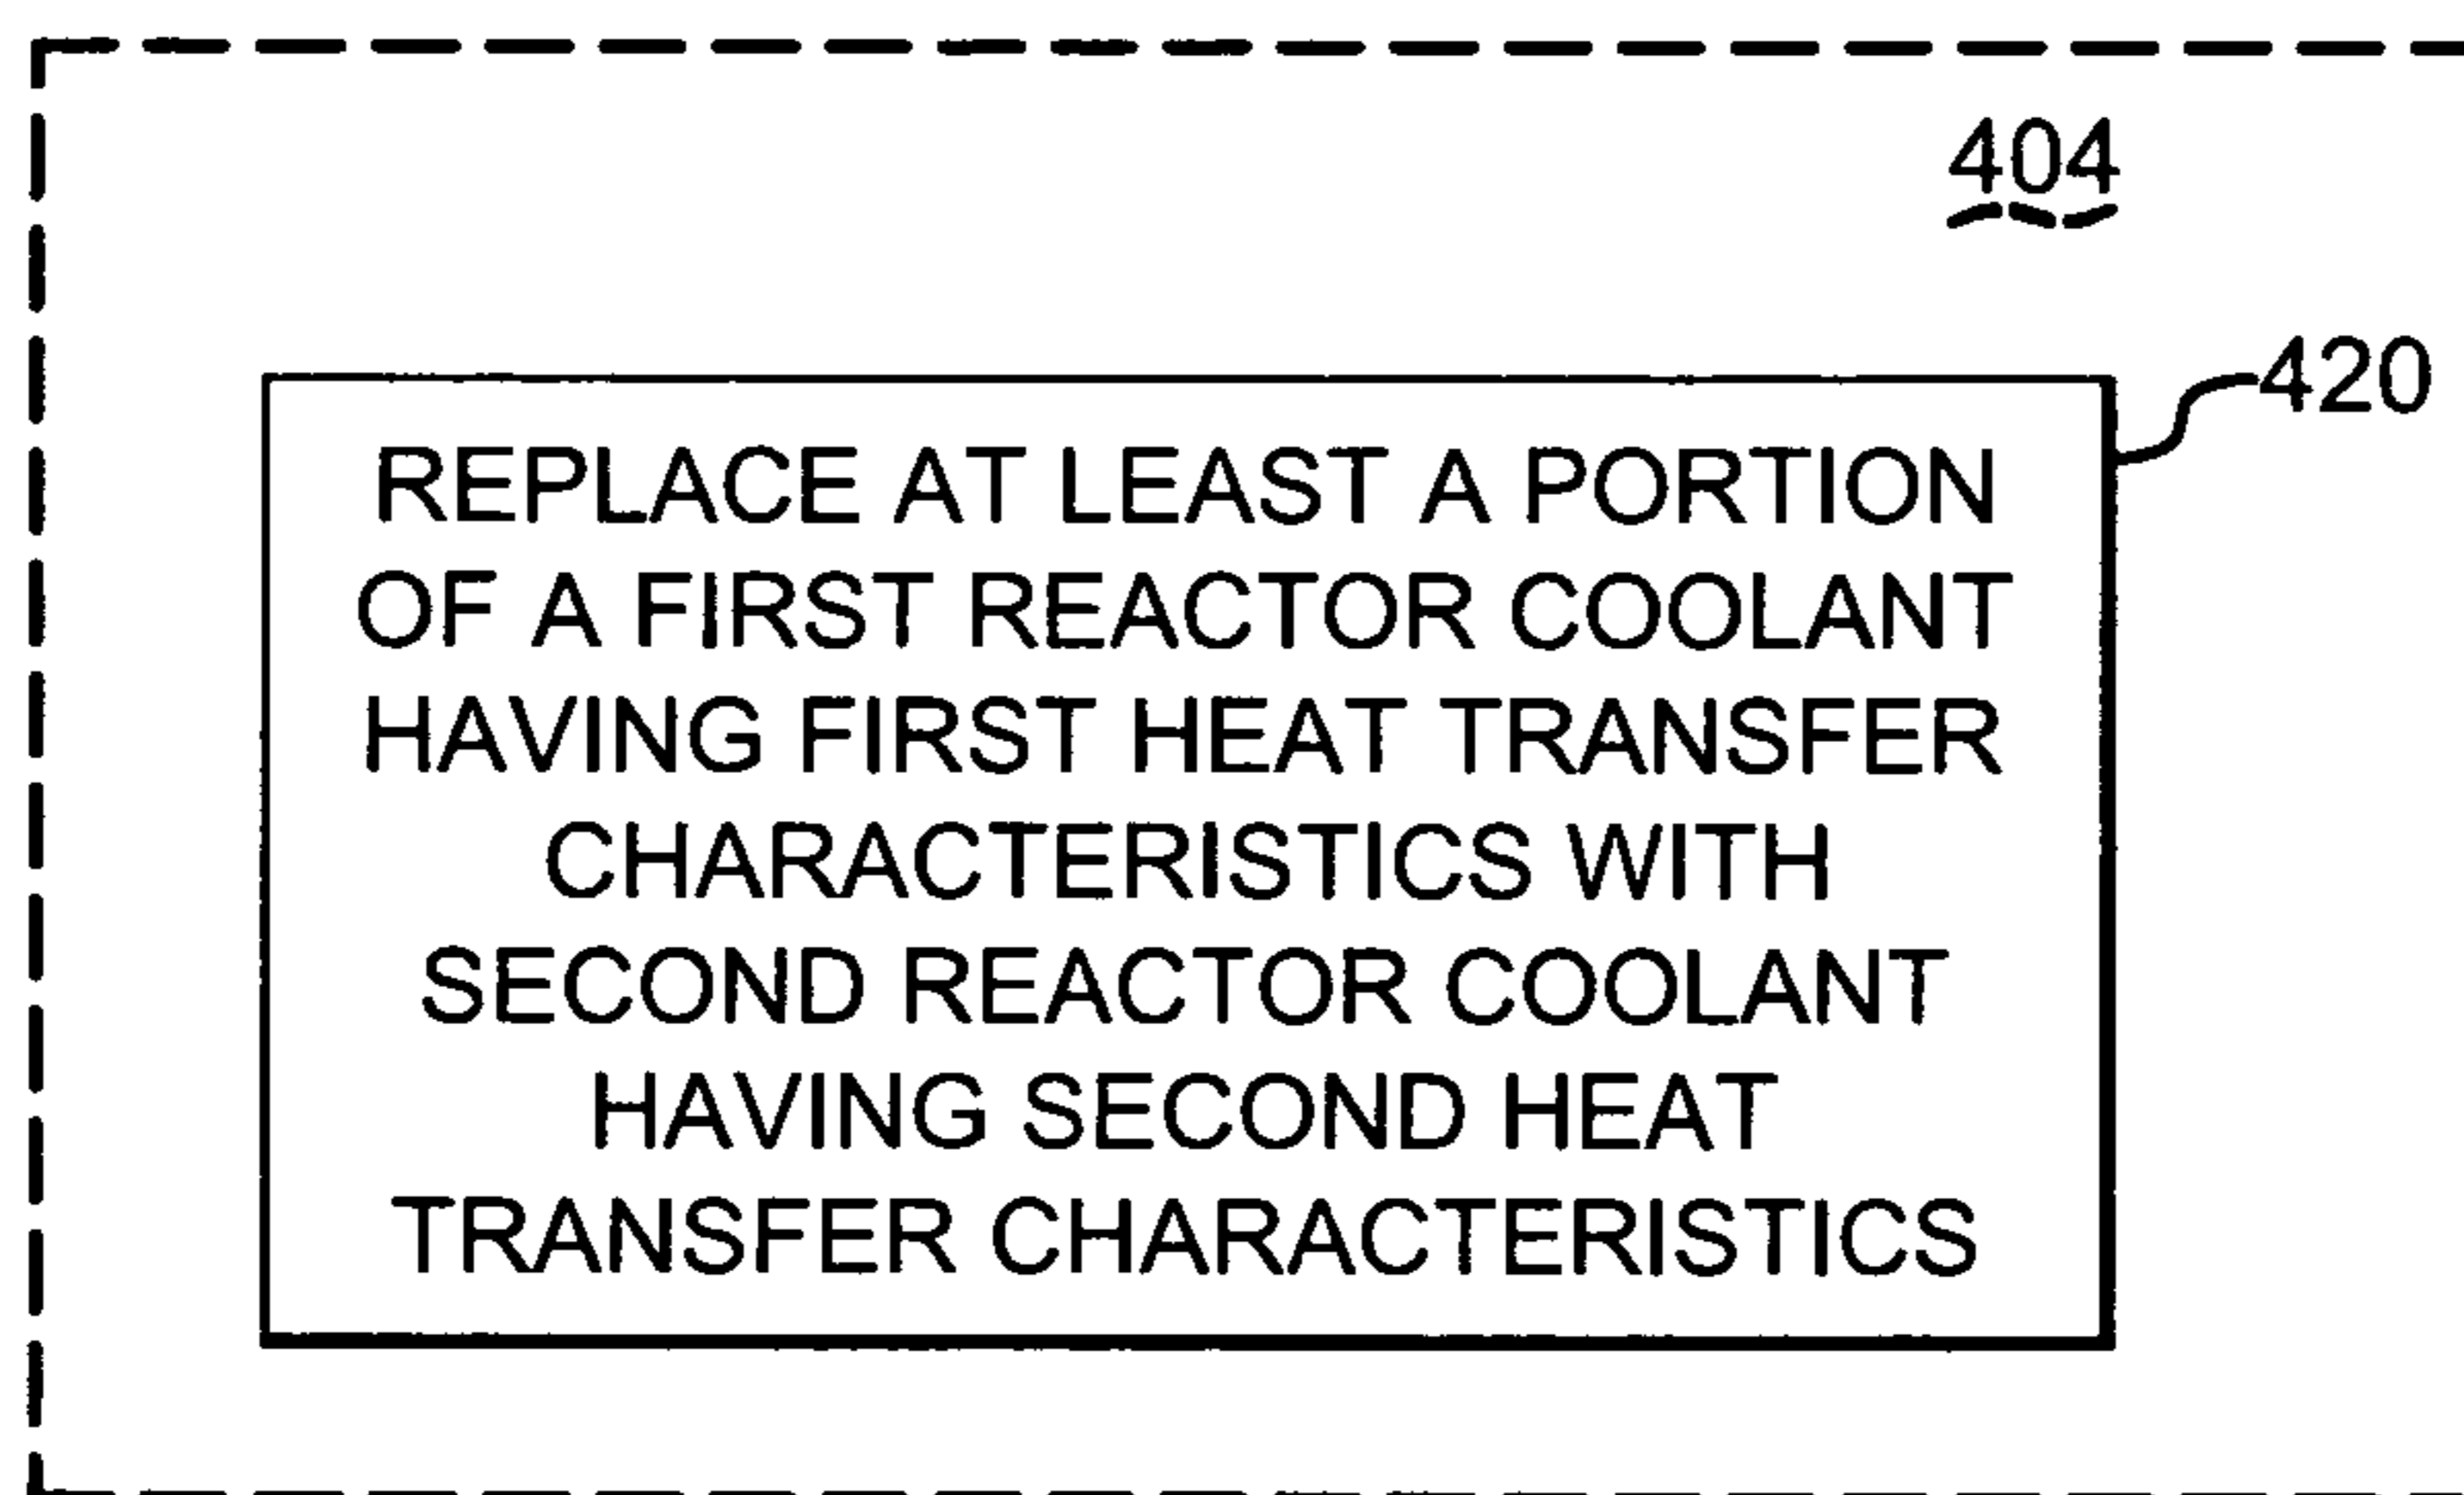 404
420
REPLACE AT LEAST A PORTION
OF A FIRST REACTOR COOLANT
HAVING FIRST HEAT TRANSFER
CHARACTERISTICS WITH
SECOND REACTOR COOLANT
HAVING SECOND HEAT
TRANSFER CHARACTERISTICS